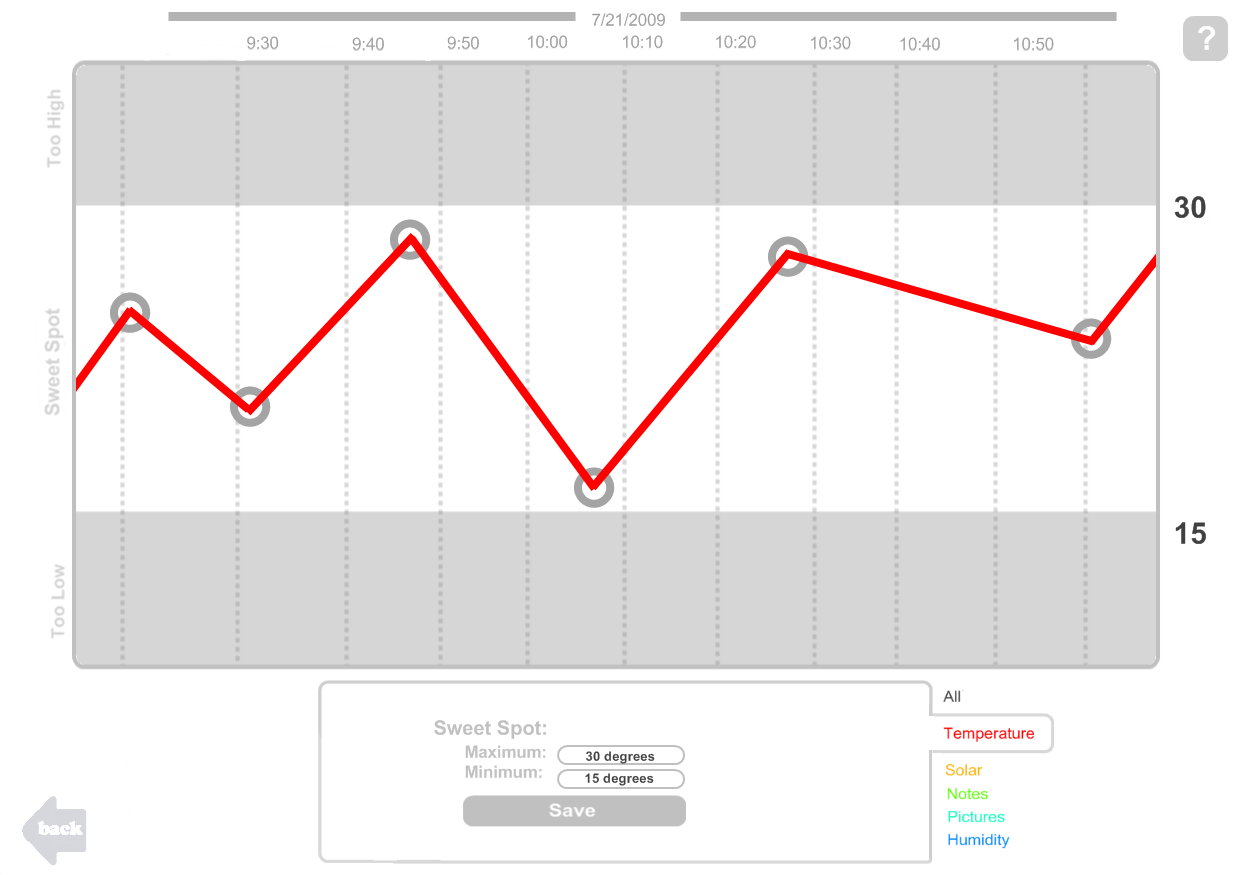 7/21/2009
9:30 9:40 9:50 10:00 10:10 10:20 10:30 10:40 10:50
?
Too High
30
Sweet Spot
15
Too Low
Sweet Spot:
Maximum: 30 degrees
Minimum: 15 degrees
Save
All
Temperature
Solar
Notes
Pictures
Humidity
back